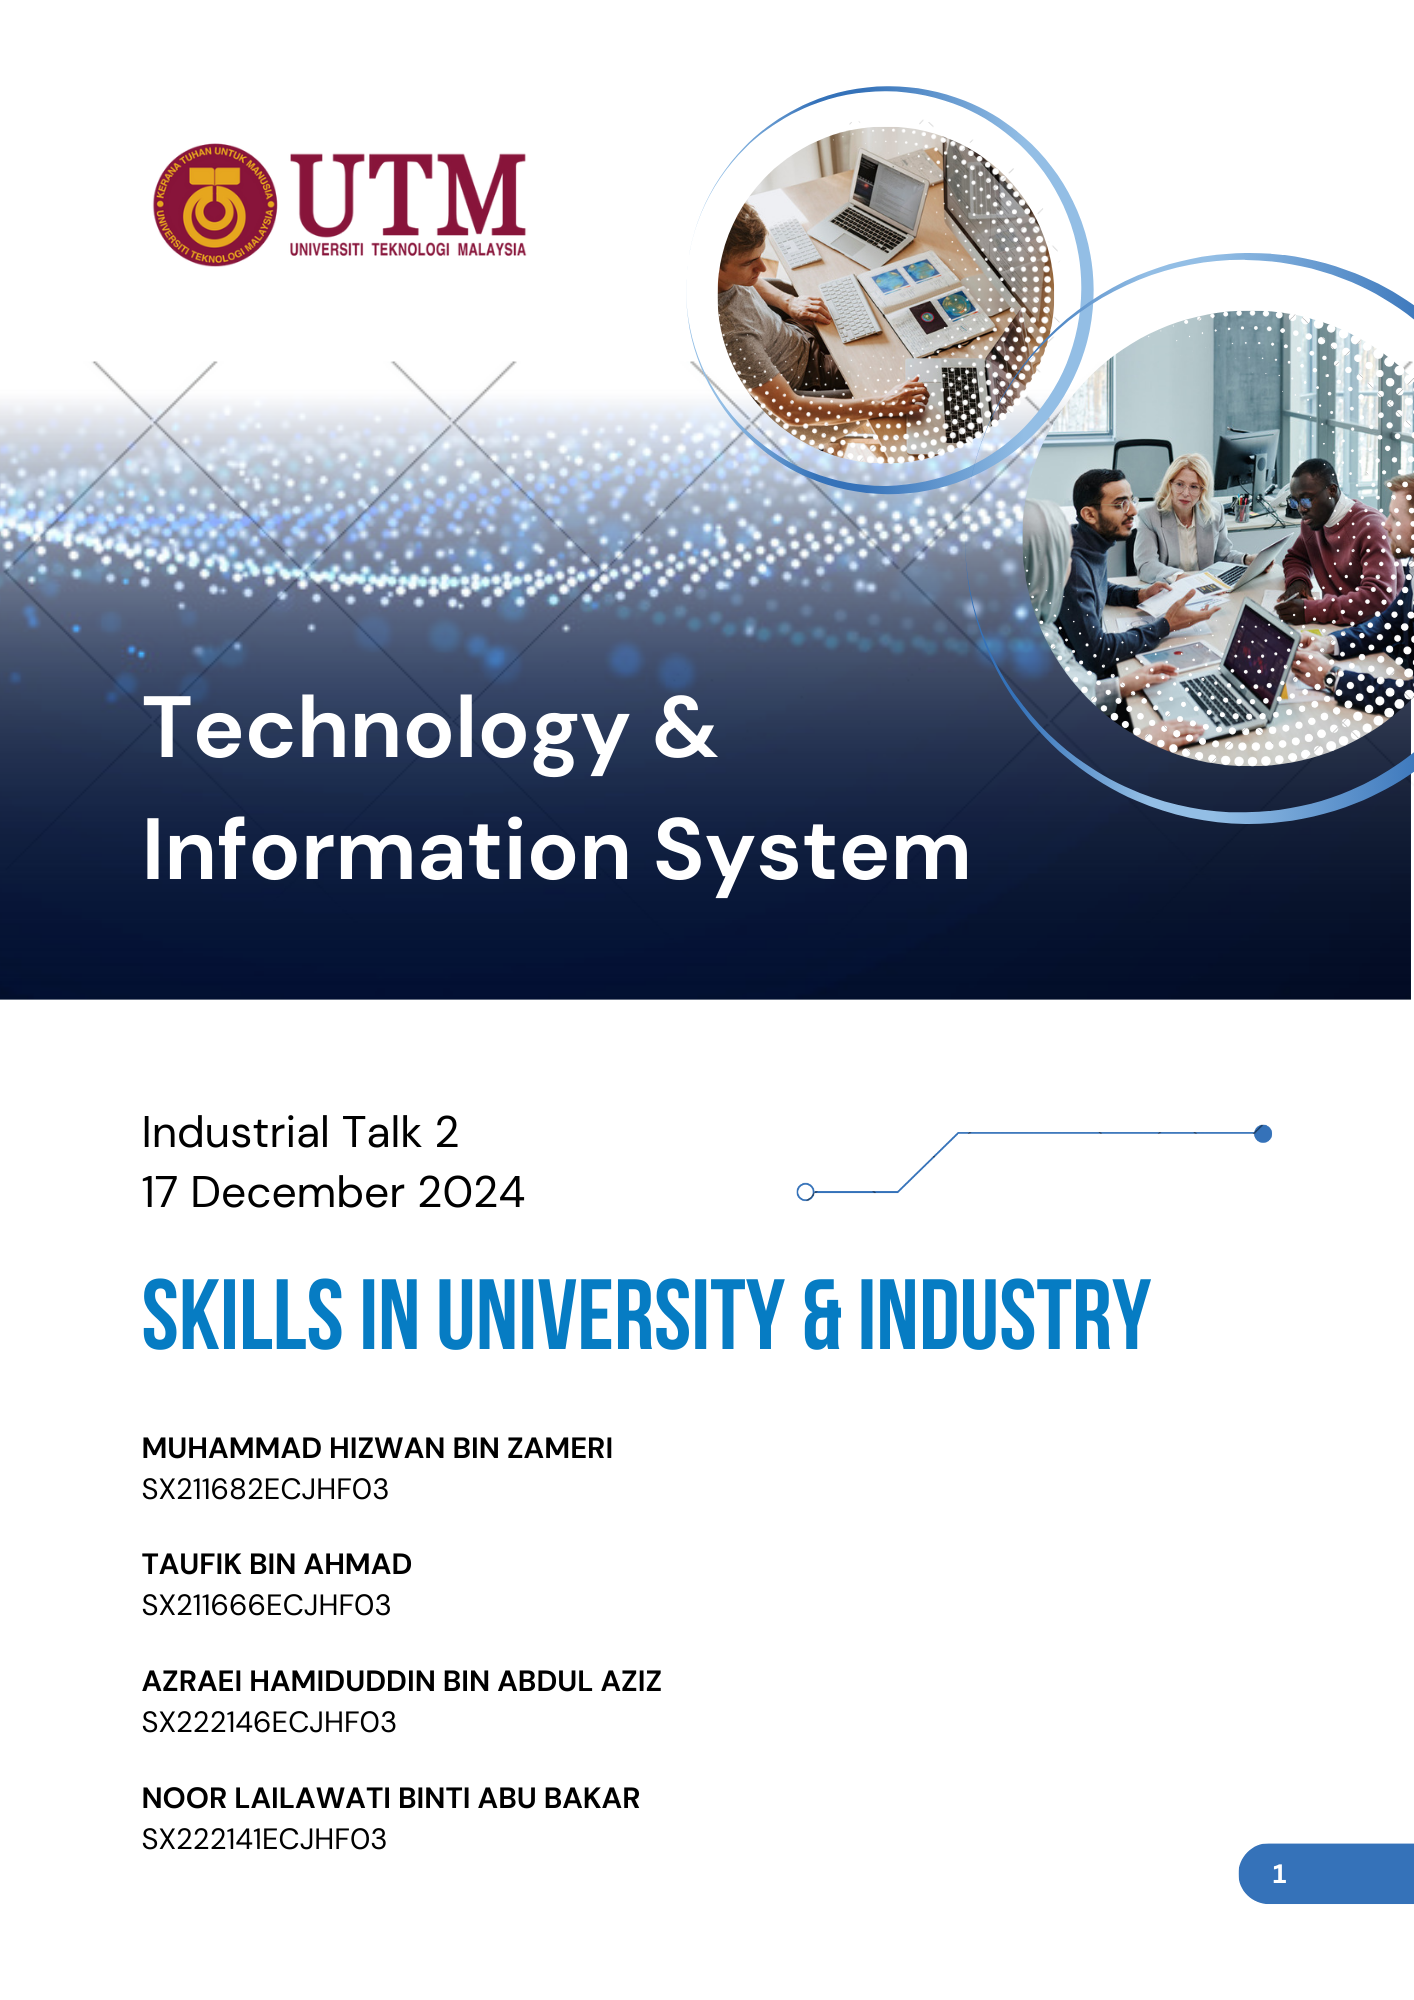 KERANA TUHAN UNTUK MANUSIA
UNIVERSITI TEKNOLOGI MALAYSIA
UTM
UNIVERSITI TEKNOLOGI MALAYSIA
Technology &
Information System
Industrial Talk 2
17 December 2024
SKILLS IN UNIVERSITY & INDUSTRY
MUHAMMAD HIZWAN BIN ZAMERI
SX211682ECJHF03
TAUFIK BIN AHMAD
SX211666ECJHF03
AZRAEI HAMIDUDDIN BIN ABDUL AZIZ
SX222146ECJHF03
NOOR LAILAWATI BINTI ABU BAKAR
SX222141ECJHF03
1